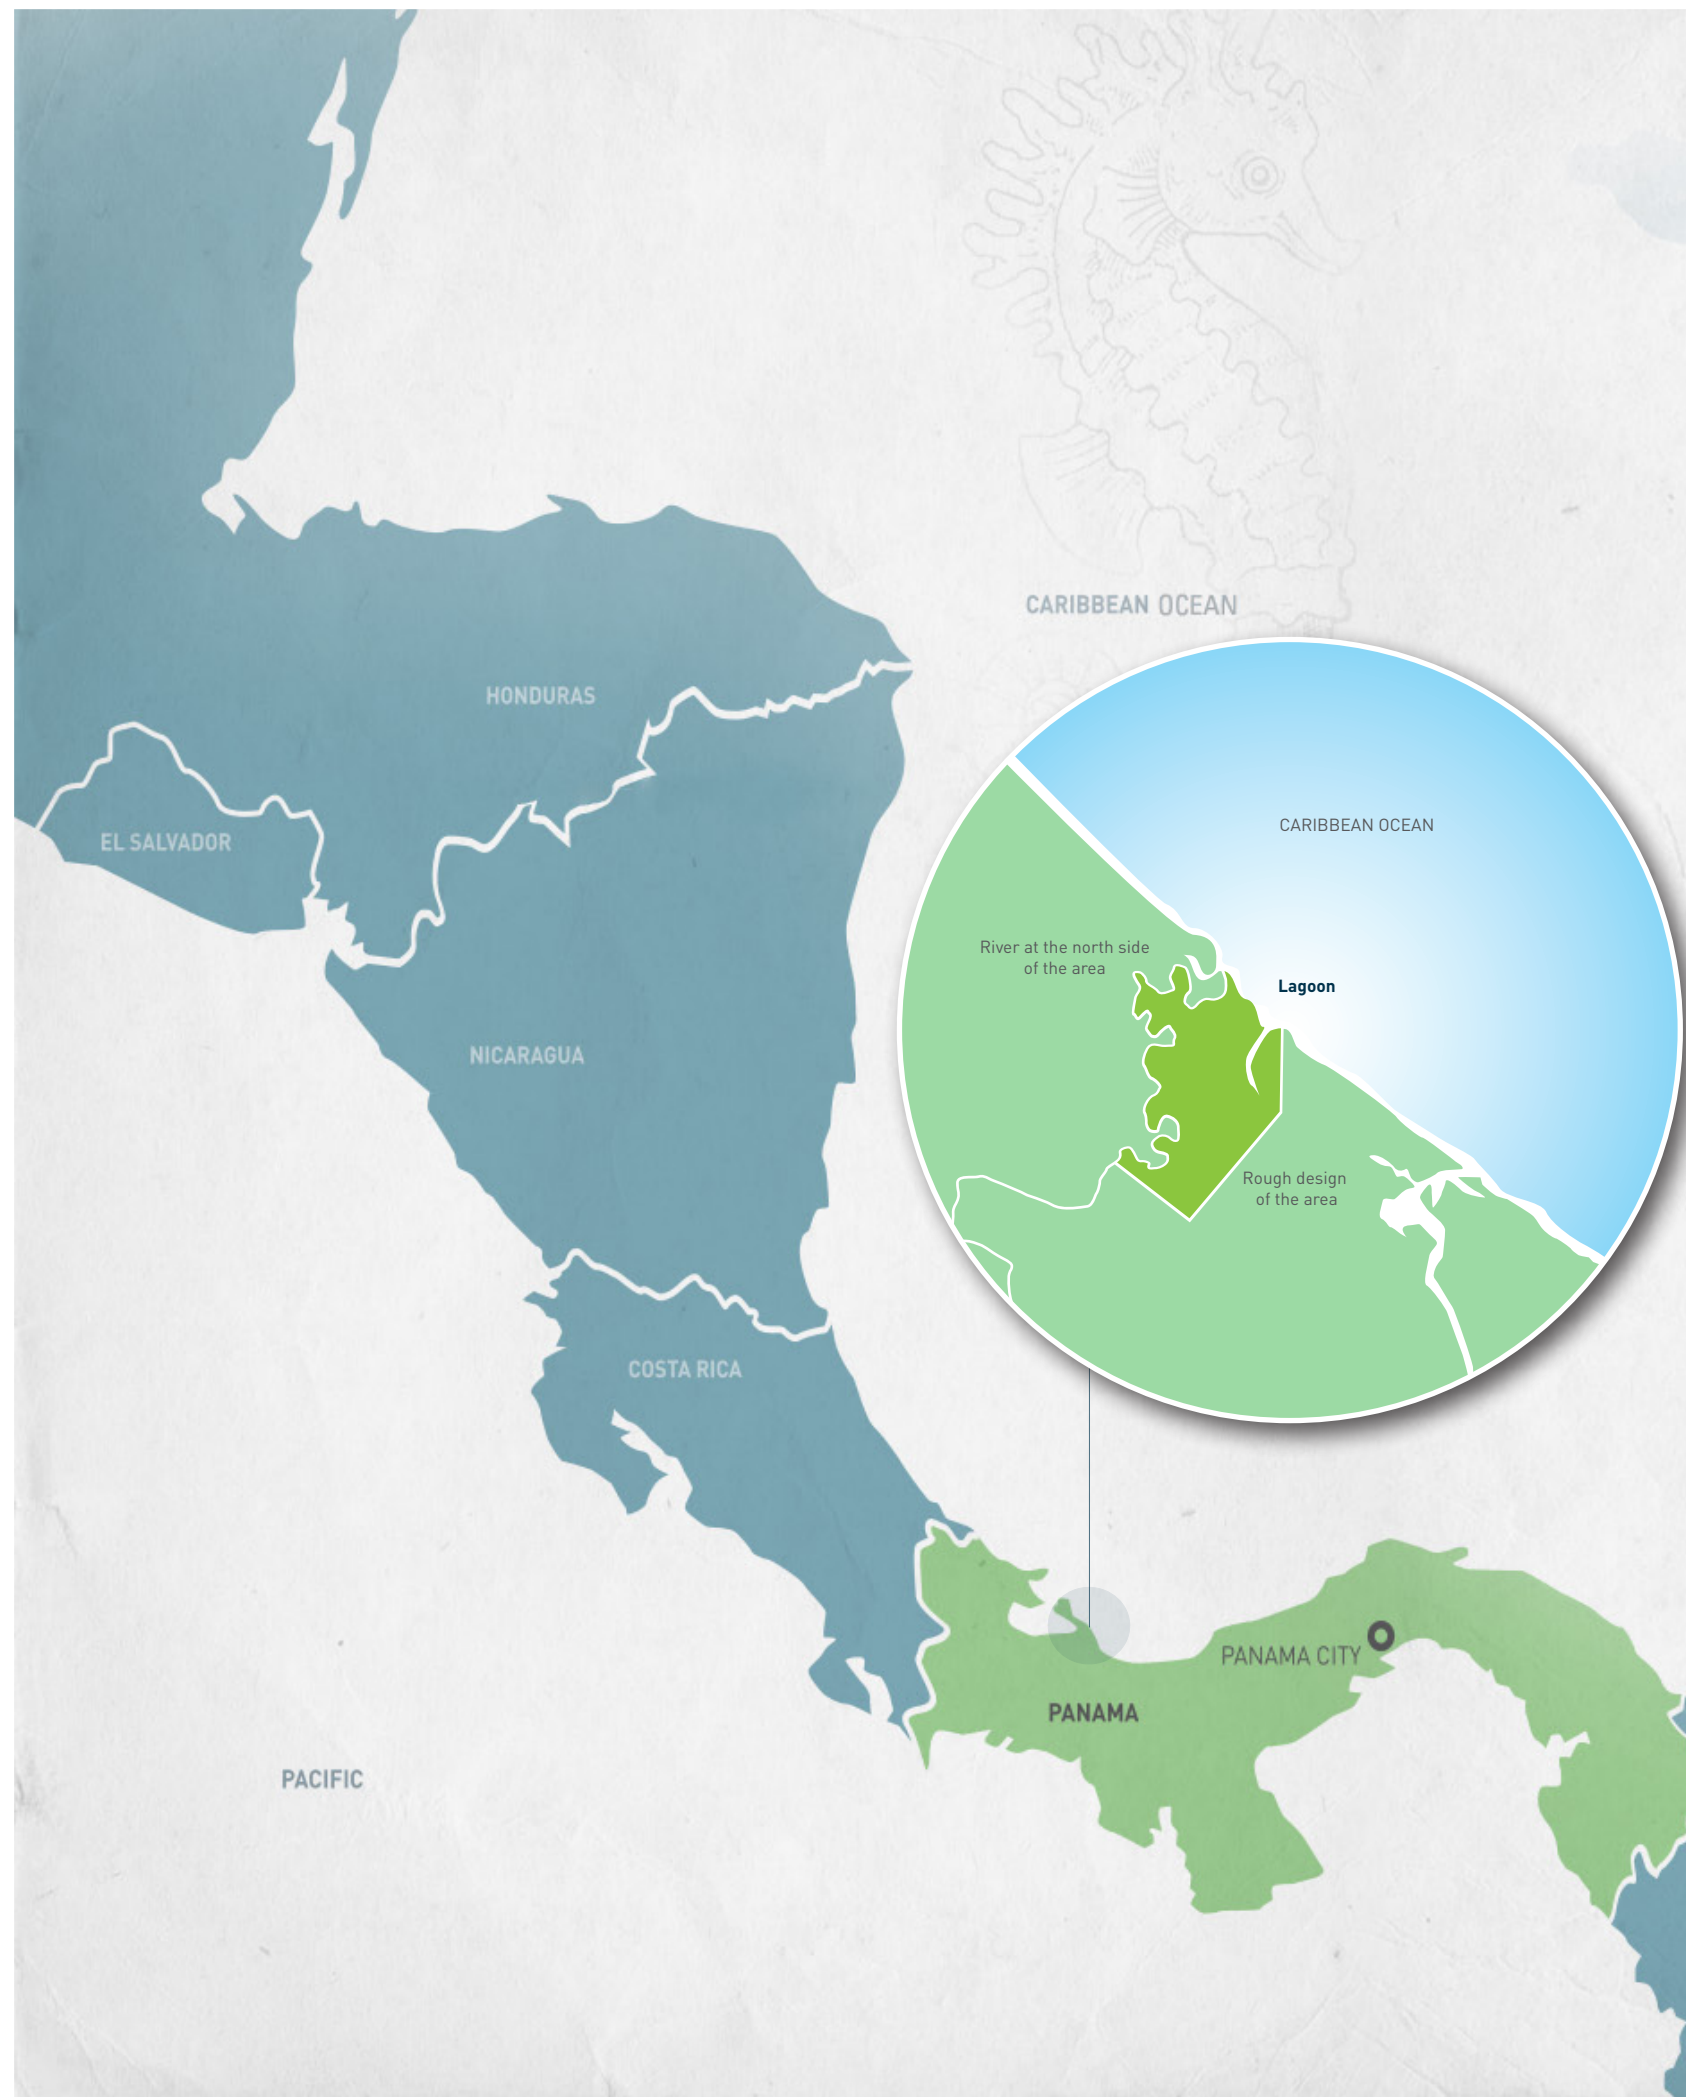 CARIBBEAN OCEAN
HONDURAS
CARIBBEAN OCEAN
EL SALVADOR
River at the north side
of the area
Lagoon
NICARAGUA
Rough design
of the area
COSTA RICA
PANAMA CITY
PANAMA
PACIFIC